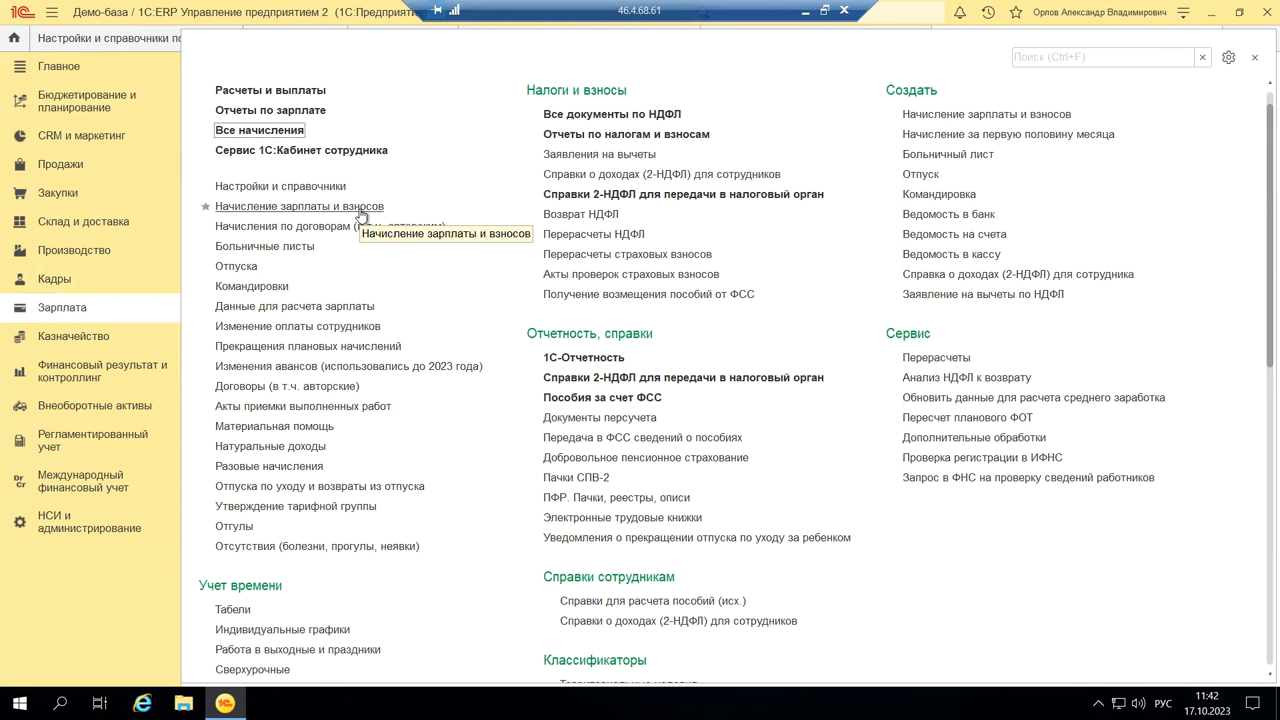 Демо-база / 1С:ERP Управление предприятием 2 (1С:Предприятие
46.4.68.61
Орлов Александр Владимирович
Настройки и справочники
Поиск (Ctrl+F)
Главное
Бюджетирование и
планирование
CRM и маркетинг
Продажи
Закупки
Склад и доставка
Производство
Кадры
Зарплата
Казначейство
Финансовый результат и
контроллинг
Внеоборотные активы
Регламентированный
учет
Dr
Cr
Международный
финансовый учет
НСИ и
администрирование
Расчеты и выплаты
Отчеты по зарплате
Все начисления
Сервис 1С:Кабинет сотрудника
Настройки и справочники
Начисление зарплаты и взносов
Начисления по договорам
Начисление зарплаты и взносов
Больничные листы
Отпуска
Командировки
Данные для расчета зарплаты
Изменение оплаты сотрудников
Прекращения плановых начислений
Изменения авансов (использовались до 2023 года)
Договоры (в т.ч. авторские)
Акты приемки выполненных работ
Материальная помощь
Натуральные доходы
Разовые начисления
Отпуска по уходу и возвраты из отпуска
Утверждение тарифной группы
Отгулы
Отсутствия (болезни, прогулы, неявки)
Учет времени
Табели
Индивидуальные графики
Работа в выходные и праздники
Сверхурочные
Налоги и взносы
Все документы по НДФЛ
Отчеты по налогам и взносам
Заявления на вычеты
Справки о доходах (2-НДФЛ) для сотрудников
Справки 2-НДФЛ для передачи в налоговый орган
Возврат НДФЛ
Перерасчеты НДФЛ
Перерасчеты страховых взносов
Акты проверок страховых взносов
Получение возмещения пособий от ФСС
Отчетность, справки
1С-Отчетность
Справки 2-НДФЛ для передачи в налоговый орган
Пособия за счет ФСС
Документы персучета
Передача в ФСС сведений о пособиях
Добровольное пенсионное страхование
Пачки СПВ-2
ПФР. Пачки, реестры, описи
Электронные трудовые книжки
Уведомления о прекращении отпуска по уходу за ребенком
Справки сотрудникам
Справки для расчета пособий (исх.)
Справки о доходах (2-НДФЛ) для сотрудников
Классификаторы
Создать
Начисление зарплаты и взносов
Начисление за первую половину месяца
Больничный лист
Отпуск
Командировка
Ведомость в банк
Ведомость на счета
Ведомость в кассу
Справка о доходах (2-НДФЛ) для сотрудника
Заявление на вычеты по НДФЛ
Сервис
Перерасчеты
Анализ НДФЛ к возврату
Обновить данные для расчета среднего заработка
Пересчет планового ФОТ
Дополнительные обработки
Проверка регистрации в ИФНС
Запрос в ФНС на проверку сведений работников
РУС
11:42
17.10.2023